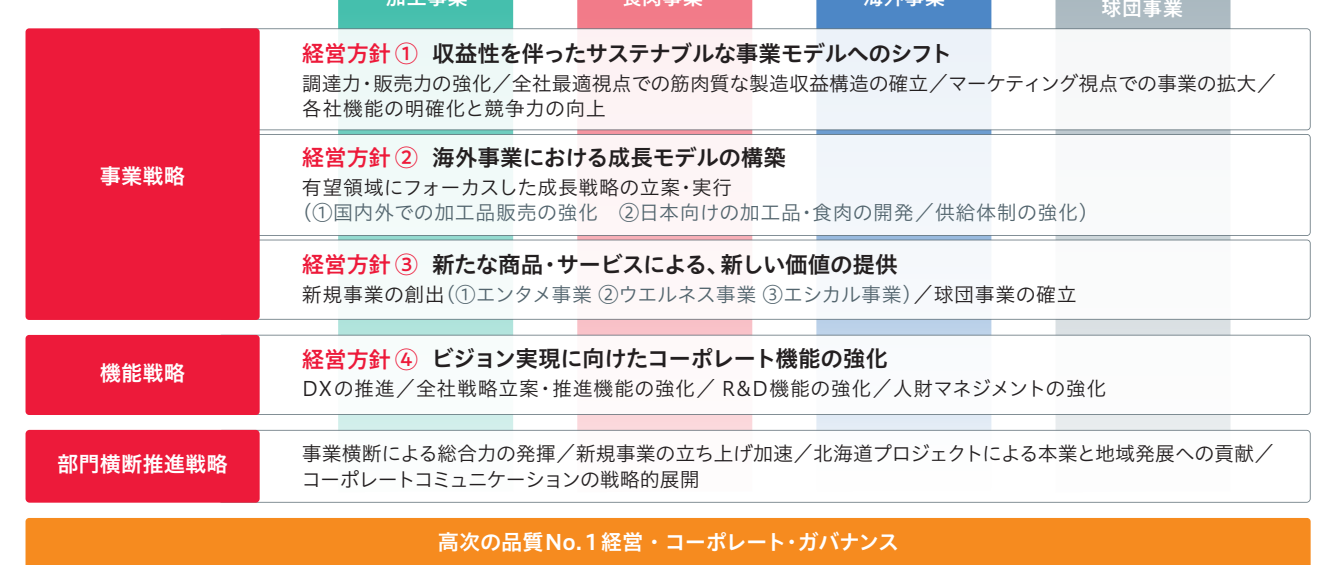 加工事業
食肉事業
海外事業
球団事業
経営方針① 収益性を伴ったサステナブルな事業モデルへのシフト
調達力・販売力の強化／全社最適視点での筋肉質な製造収益構造の確立／マーケティング視点での事業の拡大／
各社機能の明確化と競争力の向上
事業戦略
経営方針② 海外事業における成長モデルの構築
有望領域にフォーカスした成長戦略の立案・実行
（①国内外での加工品販売の強化　②日本向けの加工品・食肉の開発／供給体制の強化）
経営方針③ 新たな商品・サービスによる、新しい価値の提供
新規事業の創出（①エンタメ事業 ②ウエルネス事業 ③エシカル事業）／球団事業の確立
機能戦略
経営方針④ ビジョン実現に向けたコーポレート機能の強化
DXの推進／全社戦略立案・推進機能の強化／ R&D機能の強化／人財マネジメントの強化
部門横断推進戦略
事業横断による総合力の発揮／新規事業の立ち上げ加速／北海道プロジェクトによる本業と地域発展への貢献／
コーポレートコミュニケーションの戦略的展開
高次の品質No.1経営・コーポレート・ガバナンス